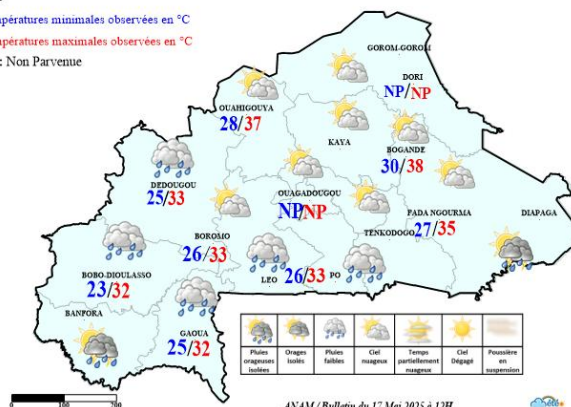 pératures minimales observées en °C
pératures maximales observées en °C
: Non Parvenue
GOROM-GOROM
DORI
NP/NP
OUAHIGOUYA
28/37
KAYA
BOGANDE
30/38
DEDOUGOU
25/33
OUAGADOUGOU
NP/NP
FADA NGOURMA
27/35
DIAPAGA
TENKODOGO
BOROMO
26/33
BOBO-DIOULASSO
23/32
LEO
26/33
PO
BANFORA
GAOUA
25/32
Pluies orageuses isolées
Orages isolés
Pluies faibles
Ciel nuageux
Temps partiellement nuageux
Ciel Dégagé
Poussière en suspension
ANAM / Bulletin du 17 Mai 2025 à 12H